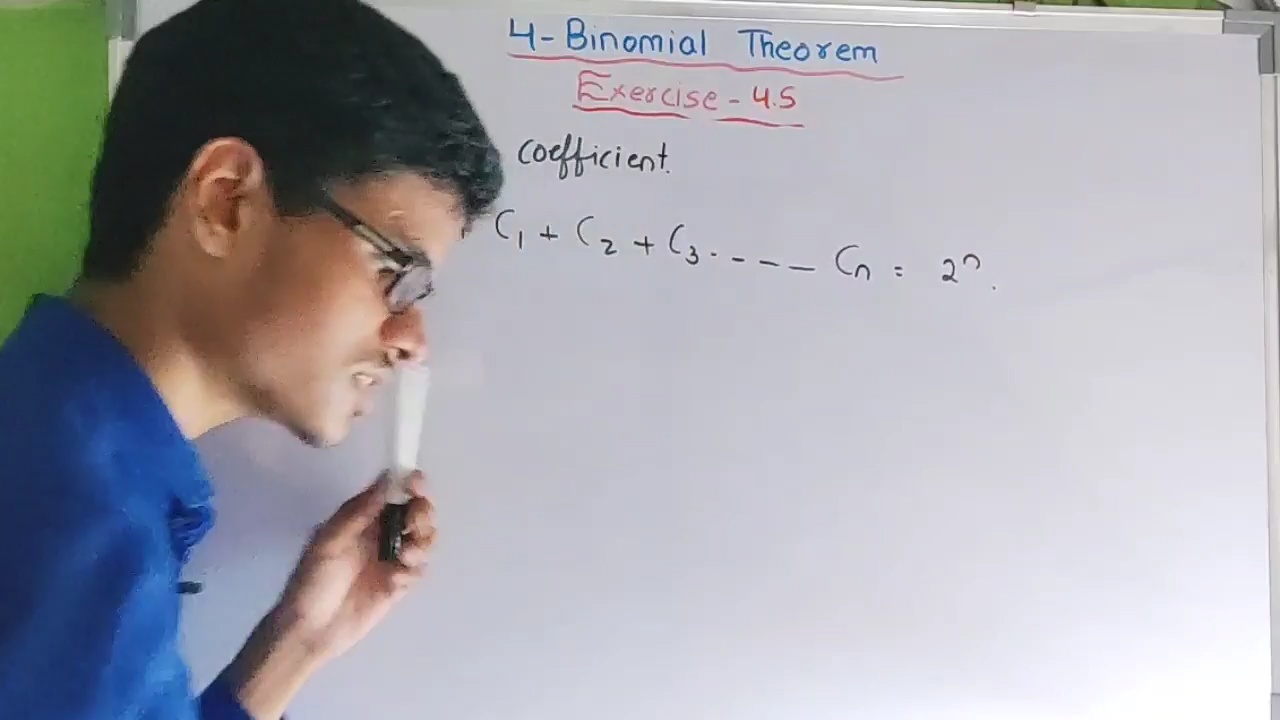 4-Binomial Theorem
Exercise - 4.5
coefficient.
C₁ + C₂ + C₃ . - - - - Cₙ = 2ⁿ.